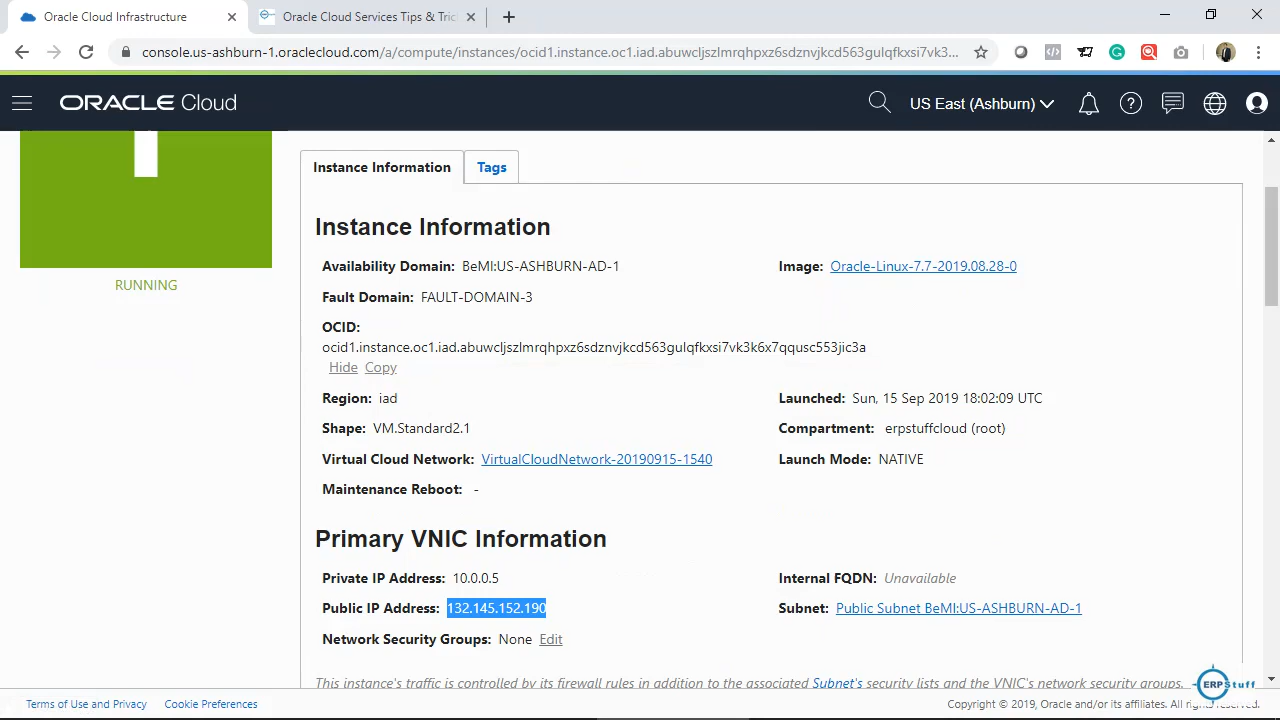 Oracle Cloud Infrastructure
Oracle Cloud Services Tips & Tric
console.us-ashburn-1.oraclecloud.com/a/compute/instances/ocid1.instance.oc1.iad.abuwcljszlmrqhpxz6sdznvjkcd563gulqfkxsi7vk3...
ORACLE Cloud
US East (Ashburn)
RUNNING
Instance Information
Tags
Instance Information
Availability Domain: BeMI:US-ASHBURN-AD-1
Image: Oracle-Linux-7.7-2019.08.28-0
Fault Domain: FAULT-DOMAIN-3
OCID:
ocid1.instance.oc1.iad.abuwcljszlmrqhpxz6sdznvjkcd563gulqfkxsi7vk3k6x7qqusc553jic3a
Hide Copy
Region: iad
Launched: Sun, 15 Sep 2019 18:02:09 UTC
Shape: VM.Standard2.1
Compartment: erpstuffcloud (root)
Virtual Cloud Network: VirtualCloudNetwork-20190915-1540
Launch Mode: NATIVE
Maintenance Reboot: -
Primary VNIC Information
Private IP Address: 10.0.0.5
Internal FQDN: Unavailable
Public IP Address: 132.145.152.190
Subnet: Public Subnet BeMI:US-ASHBURN-AD-1
Network Security Groups: None Edit
This instance's traffic is controlled by its firewall rules in addition to the associated Subnet's security lists and the VNIC's network security groups.
ERPStuff
Terms of Use and Privacy
Cookie Preferences
Copyright © 2019, Oracle and/or its affiliates. All rights reserved.